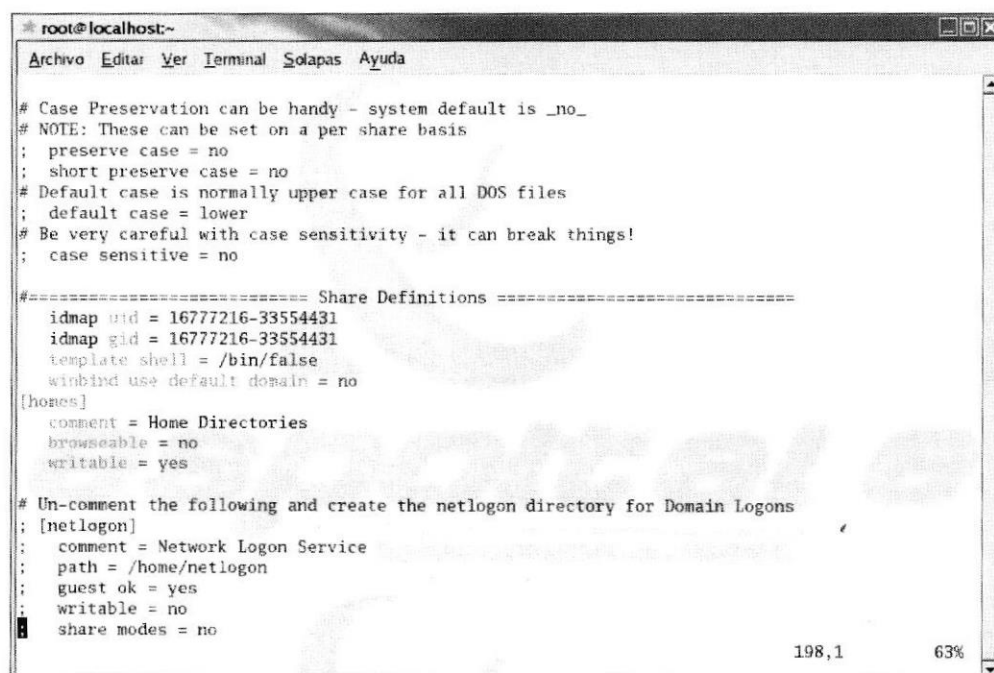 root@localhost:~
Archivo Editar Ver Terminal Solapas Ayuda
# Case Preservation can be handy - system default is _no_
# NOTE: These can be set on a per share basis
;  preserve case = no
;  short preserve case = no
# Default case is normally upper case for all DOS files
;  default case = lower
# Be very careful with case sensitivity - it can break things!
;  case sensitive = no
#============================ Share Definitions ==============================
   idmap uid = 16777216-33554431
   idmap gid = 16777216-33554431
   template shell = /bin/false
   winbind use default domain = no
[homes]
   comment = Home Directories
   browseable = no
   writable = yes
# Un-comment the following and create the netlogon directory for Domain Logons
; [netlogon]
;   comment = Network Logon Service
;   path = /home/netlogon
;   guest ok = yes
;   writable = no
;   share modes = no
198,1 63%